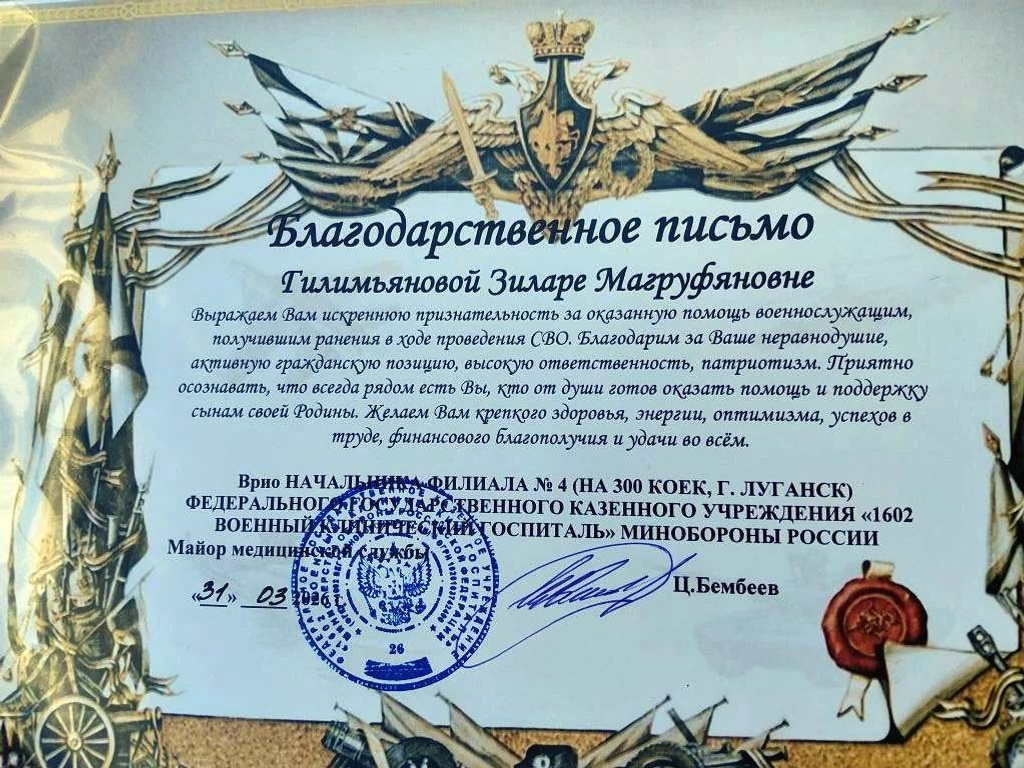 Благодарственное письмо
Гилимьяновой Зиларе Магруфяновне
Выражаем Вам искреннюю признательность за оказанную помощь военнослужащим,
получившим ранения в ходе проведения СВО. Благодарим за Ваше неравнодушие,
активную гражданскую позицию, высокую ответственность, патриотизм. Приятно
осознавать, что всегда рядом есть Вы, кто от души готов оказать помощь и поддержку
сынам своей Родины. Желаем Вам крепкого здоровья, энергии, оптимизма, успехов в
труде, финансового благополучия и удачи во всём.
Врио НАЧАЛЬНИКА ФИЛИАЛА № 4 (НА 300 КОЕК, Г. ЛУГАНСК)
ФЕДЕРАЛЬНОГО ГОСУДАРСТВЕННОГО КАЗЕННОГО УЧРЕЖДЕНИЯ «1602
ВОЕННЫЙ КЛИНИЧЕСКИЙ ГОСПИТАЛЬ» МИНОБОРОНЫ РОССИИ
Майор медицинской службы
Ц.Бембеев
«31» 03 2026
26